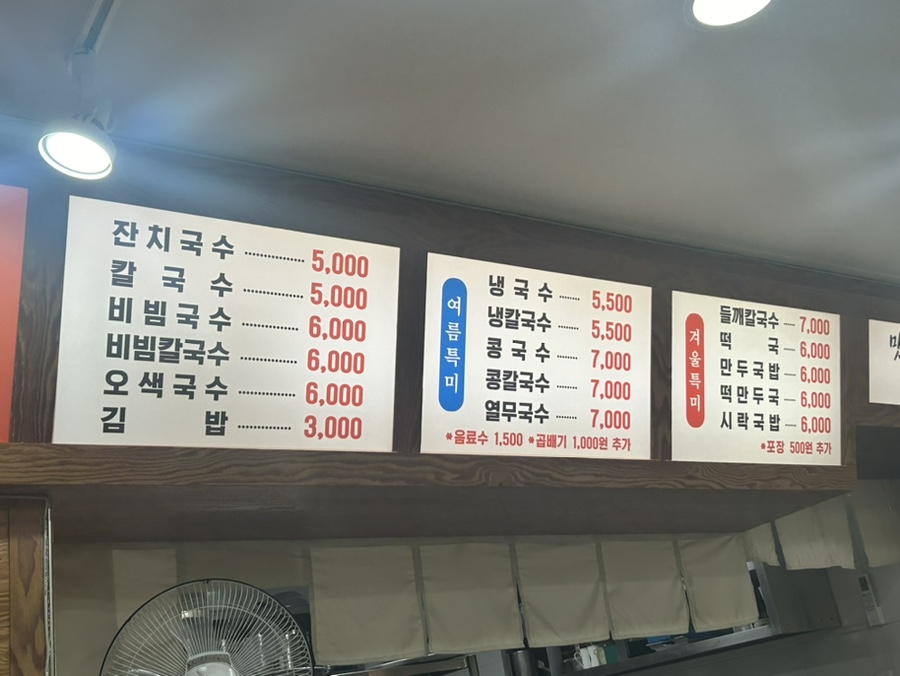 잔치국수 5,000
칼국수 5,000
비빔국수 6,000
비빔칼국수 6,000
오색국수 6,000
김밥 3,000
여름특미
냉국수 5,500
냉칼국수 5,500
콩국수 7,000
콩칼국수 7,000
열무국수 7,000
*음료수 1,500 *곱배기 1,000원 추가
겨울특미
들깨칼국수 7,000
떡국 6,000
만두국밥 6,000
떡만두국 6,000
시락국밥 6,000
*포장 500원 추가